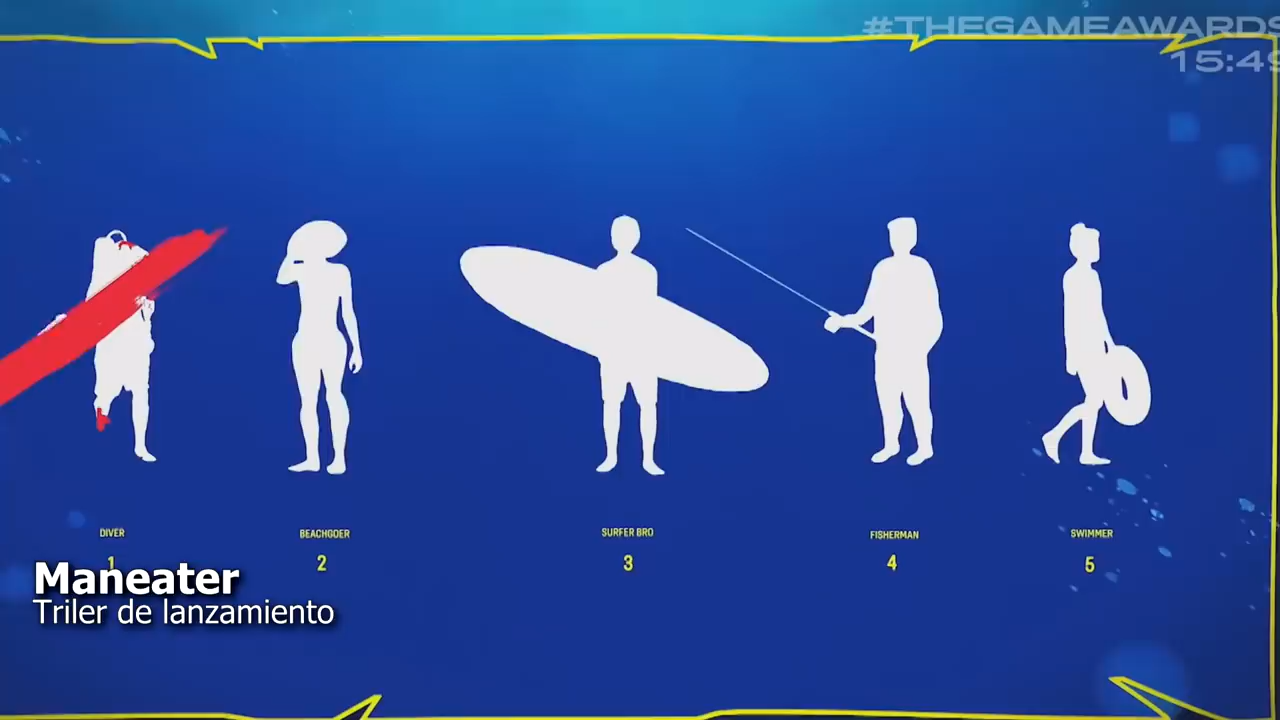 #THEGAMEAWARDS
15:49
DIVER
BEACHGOER
SURFER BRO
FISHERMAN
SWIMMER
1
2
3
4
5
Maneater
Triler de lanzamiento